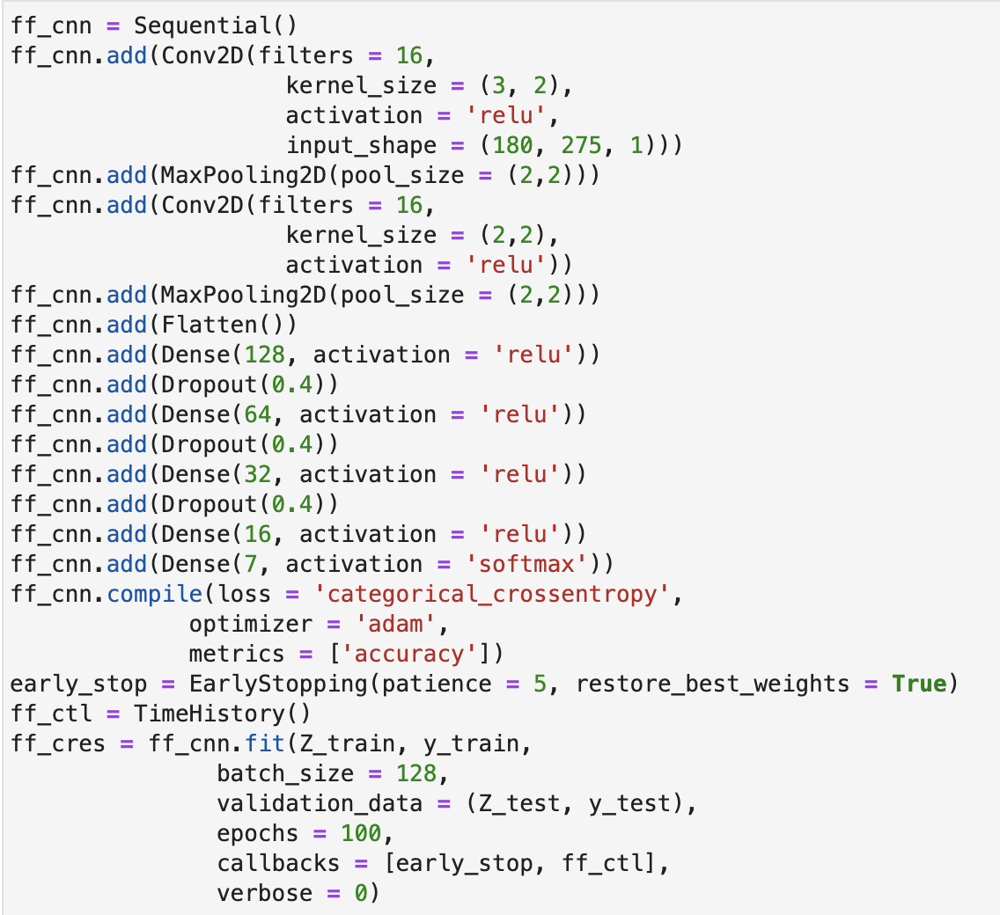 ff_cnn = Sequential()
ff_cnn.add(Conv2D(filters = 16,
                    kernel_size = (3, 2),
                    activation = 'relu',
                    input_shape = (180, 275, 1)))
ff_cnn.add(MaxPooling2D(pool_size = (2,2)))
ff_cnn.add(Conv2D(filters = 16,
                    kernel_size = (2,2),
                    activation = 'relu'))
ff_cnn.add(MaxPooling2D(pool_size = (2,2)))
ff_cnn.add(Flatten())
ff_cnn.add(Dense(128, activation = 'relu'))
ff_cnn.add(Dropout(0.4))
ff_cnn.add(Dense(64, activation = 'relu'))
ff_cnn.add(Dropout(0.4))
ff_cnn.add(Dense(32, activation = 'relu'))
ff_cnn.add(Dropout(0.4))
ff_cnn.add(Dense(16, activation = 'relu'))
ff_cnn.add(Dense(7, activation = 'softmax'))
ff_cnn.compile(loss = 'categorical_crossentropy',
             optimizer = 'adam',
             metrics = ['accuracy'])
early_stop = EarlyStopping(patience = 5, restore_best_weights = True)
ff_ctl = TimeHistory()
ff_cres = ff_cnn.fit(Z_train, y_train,
               batch_size = 128,
               validation_data = (Z_test, y_test),
               epochs = 100,
               callbacks = [early_stop, ff_ctl],
               verbose = 0)